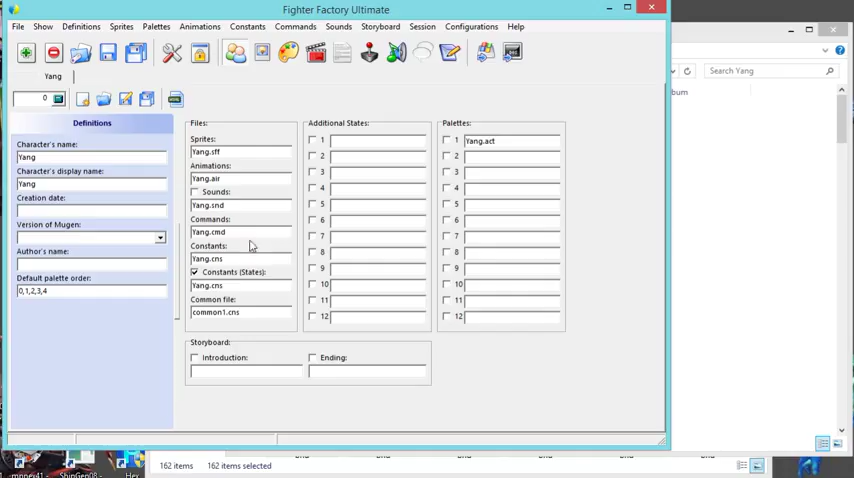 Fighter Factory Ultimate
File Show Definitions Sprites Palettes Animations Constants Commands Sounds Storyboard Session Configurations Help
Yang
0
Definitions
Character's name:
Yang
Character's display name:
Yang
Creation date:
Version of Mugen:
Author's name:
Default palette order:
0,1,2,3,4
Files:
Sprites:
Yang.sff
Animations:
Yang.air
Sounds:
Yang.snd
Commands:
Yang.cmd
Constants:
Yang.cns
Constants (States):
Yang.cns
Common file:
common1.cns
Additional States:
1
2
3
4
5
6
7
8
9
10
11
12
Palettes:
1 Yang.act
2
3
4
5
6
7
8
9
10
11
12
Storyboard:
Introduction:
Ending:
Search Yang
bum
ShipGen08 - Hex
162 items 162 items selected